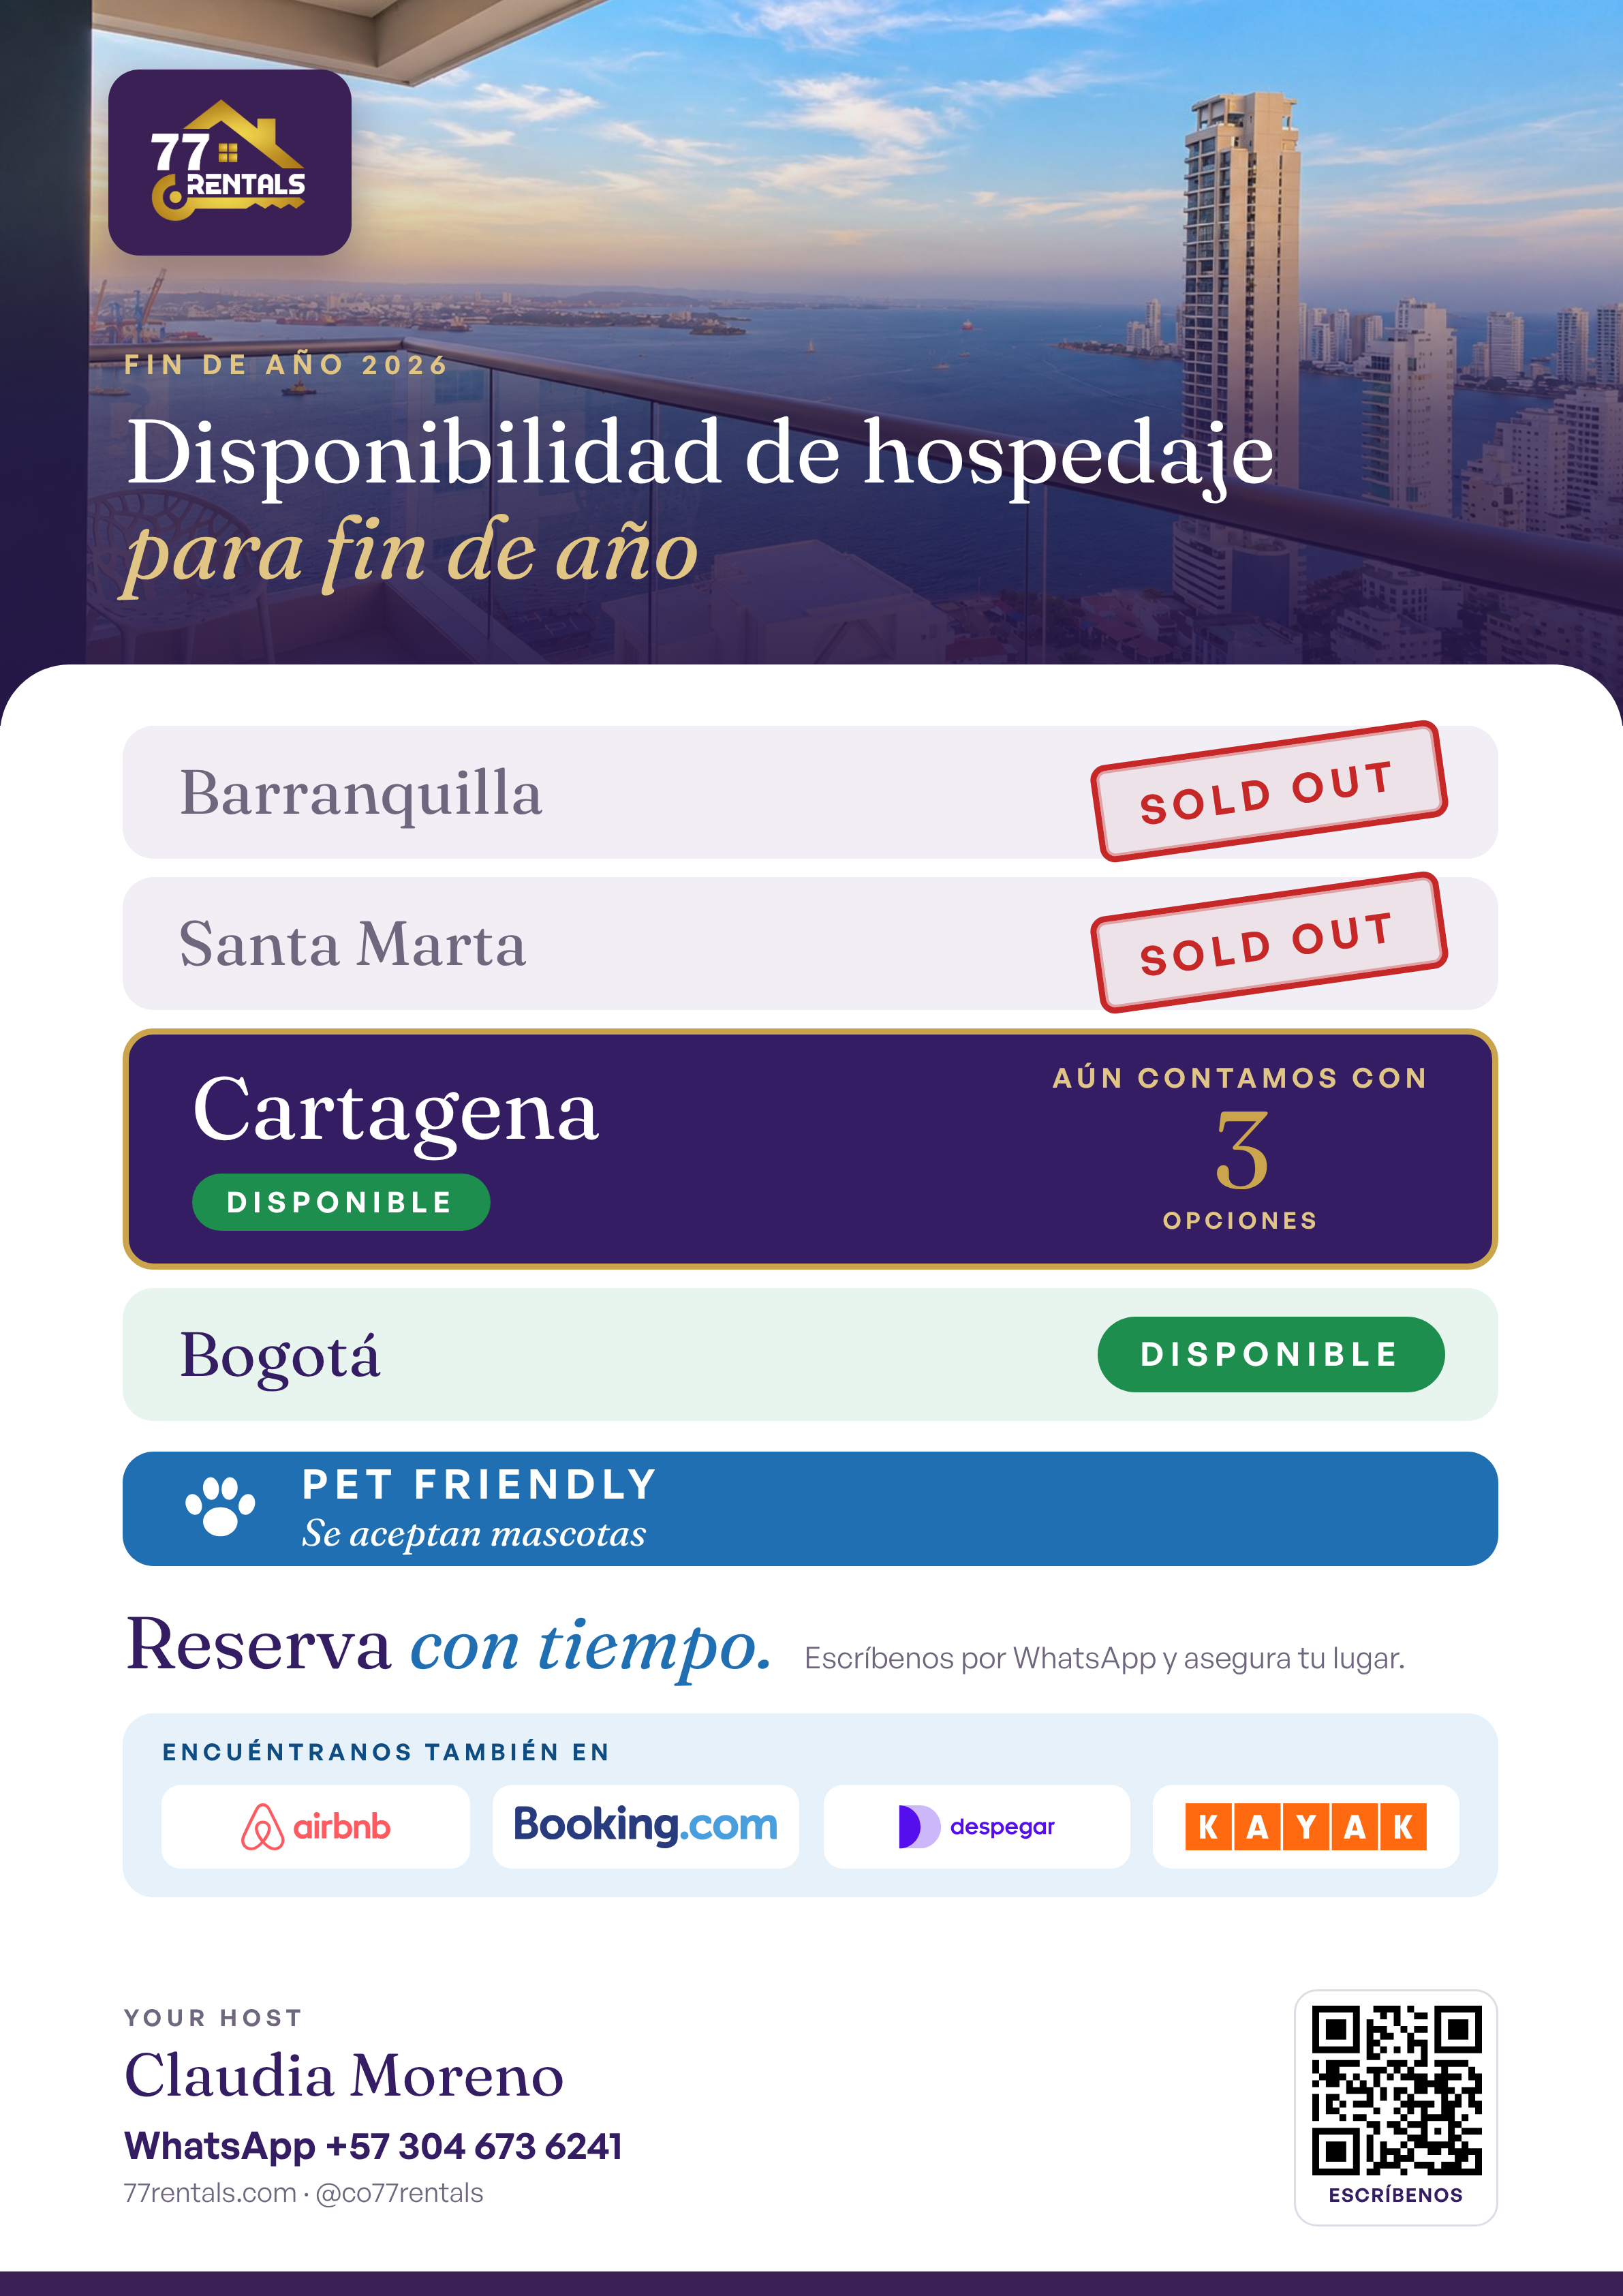 77
RENTALS
FIN DE AÑO 2026
Disponibilidad de hospedaje
para fin de año
Barranquilla
SOLD OUT
Santa Marta
SOLD OUT
Cartagena
DISPONIBLE
AÚN CONTAMOS CON
3
OPCIONES
Bogotá
DISPONIBLE
PET FRIENDLY
Se aceptan mascotas
Reserva con tiempo. Escríbenos por WhatsApp y asegura tu lugar.
ENCUÉNTRANOS TAMBIÉN EN
airbnb
Booking.com
despegar
KAYAK
YOUR HOST
Claudia Moreno
WhatsApp +57 304 673 6241
77rentals.com · @co77rentals
ESCRÍBENOS